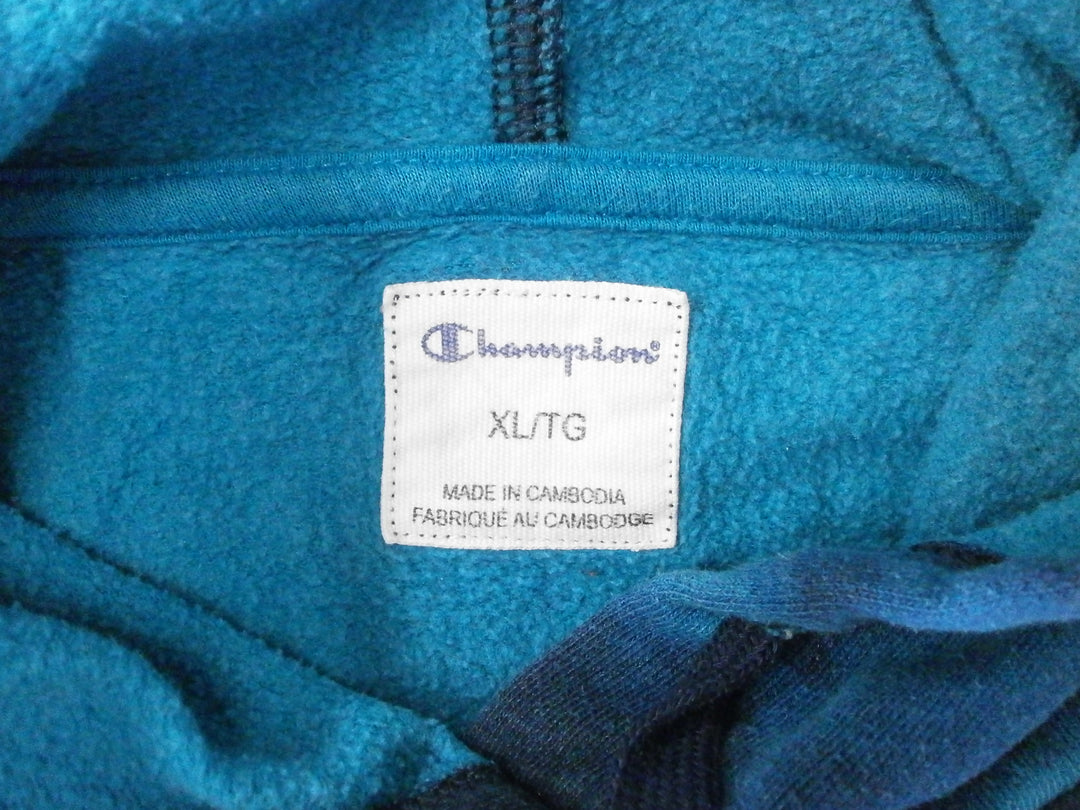 Champion®
XL/TG
MADE IN CAMBODIA
FABRIQUÉ AU CAMBODGE